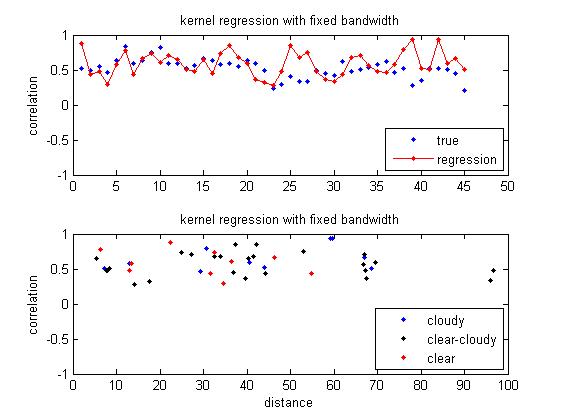 kernel regression with fixed bandwidth
1
0.5
0
-0.5
-1
correlation
true
regression
0 5 10 15 20 25 30 35 40 45 50
kernel regression with fixed bandwidth
1
0.5
0
-0.5
-1
correlation
cloudy
clear-cloudy
clear
0 10 20 30 40 50 60 70 80 90 100
distance